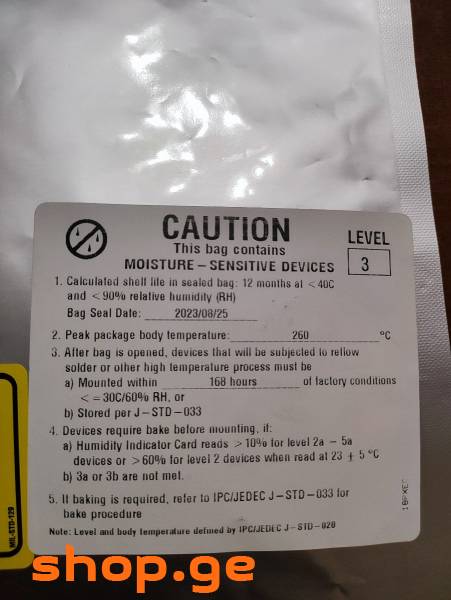 CAUTION
This bag contains
MOISTURE – SENSITIVE DEVICES
LEVEL
3
1. Calculated shelf life in sealed bag: 12 months at < 40C
and < 90% relative humidity (RH)
Bag Seal Date: 2023/08/25
2. Peak package body temperature: 260 °C
3. After bag is opened, devices that will be subjected to reflow
solder or other high temperature process must be
a) Mounted within 168 hours of factory conditions
< = 30C/60% RH, or
b) Stored per J – STD – 033
4. Devices require bake before mounting, if:
a) Humidity Indicator Card reads > 10% for level 2a – 5a
devices or > 60% for level 2 devices when read at 23 + 5 °C
b) 3a or 3b are not met.
5. If baking is required, refer to IPC/JEDEC J – STD – 033 for
bake procedure
Note: Level and body temperature defined by IPC/JEDEC J – STD – 020
MIL-STD-129
shop.ge